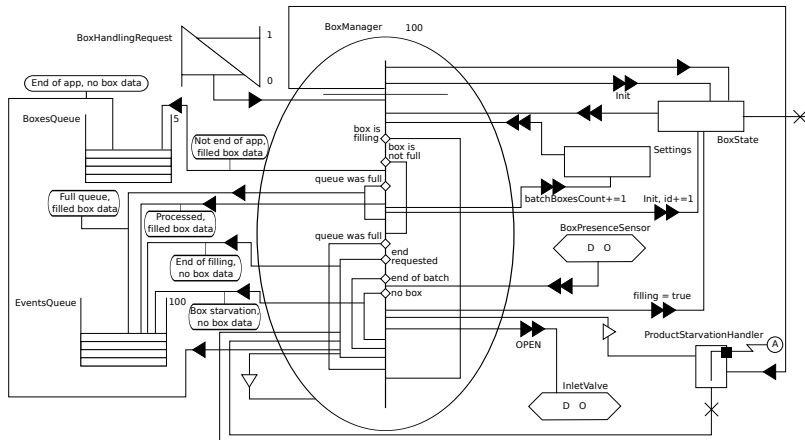 BoxManager 100
BoxHandlingRequest
1
0
End of app, no box data
BoxesQueue
5
Init
BoxState
box is
filling
box is
not full
Not end of app,
filled box data
Settings
queue was full
batchBoxesCount+=1
Init, id+=1
Full queue,
filled box data
Processed,
filled box data
queue was full
BoxPresenceSensor
D O
end
requested
End of filling,
no box data
end of batch
no box
EventsQueue
100
Box starvation,
no box data
filling = true
OPEN
ProductStarvationHandler
A
InletValve
D O